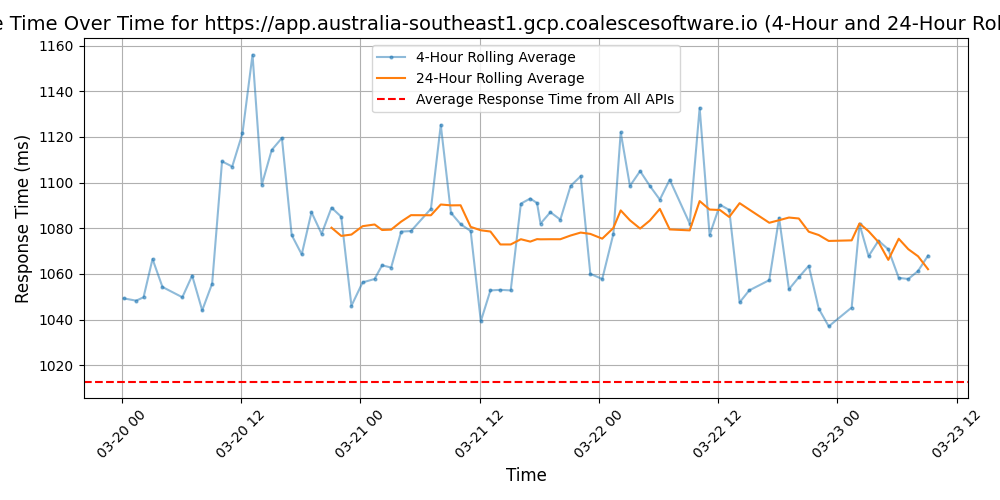 e Time Over Time for https://app.australia-southeast1.gcp.coalescesoftware.io (4-Hour and 24-Hour Rol
4-Hour Rolling Average
24-Hour Rolling Average
Average Response Time from All APIs
Response Time (ms)
1160
1140
1120
1100
1080
1060
1040
1020
03-20 00
03-20 12
03-21 00
03-21 12
03-22 00
03-22 12
03-23 00
03-23 12
Time